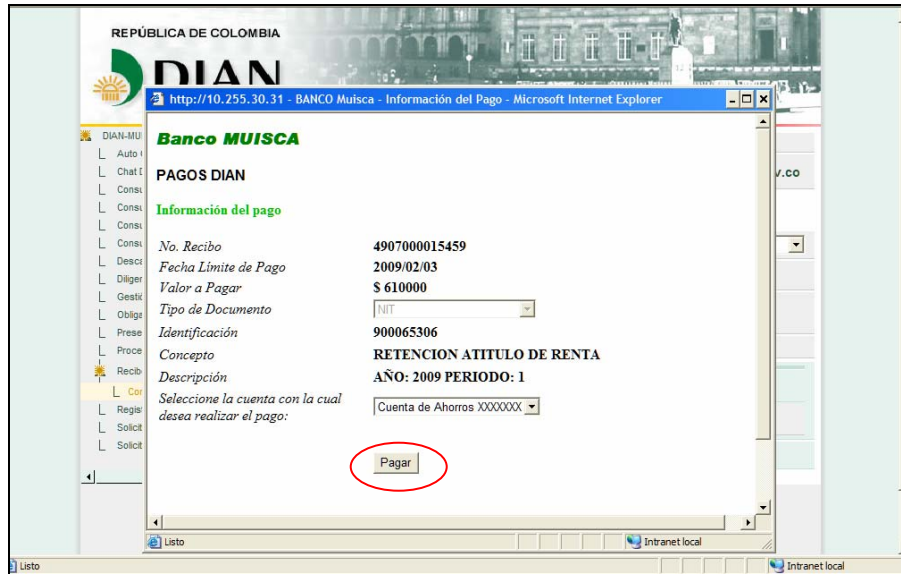 REPÚBLICA DE COLOMBIA
DIAN
http://10.255.30.31 - BANCO Muisca - Información del Pago - Microsoft Internet Explorer
DIAN-MU
Auto
Chat D
Consu
Consu
Consu
Consu
Desca
Diliger
Gestió
Obliga
Prese
Proce
Recib
Cor
Regis
Solicit
Solicit
v.co
Banco MUISCA
PAGOS DIAN
Información del pago
No. Recibo 4907000015459
Fecha Límite de Pago 2009/02/03
Valor a Pagar $ 610000
Tipo de Documento NIT
Identificación 900065306
Concepto RETENCION ATITULO DE RENTA
Descripción AÑO: 2009 PERIODO: 1
Seleccione la cuenta con la cual
desea realizar el pago: Cuenta de Ahorros XXXXXXX
Pagar
Listo Intranet local
Listo Intranet local